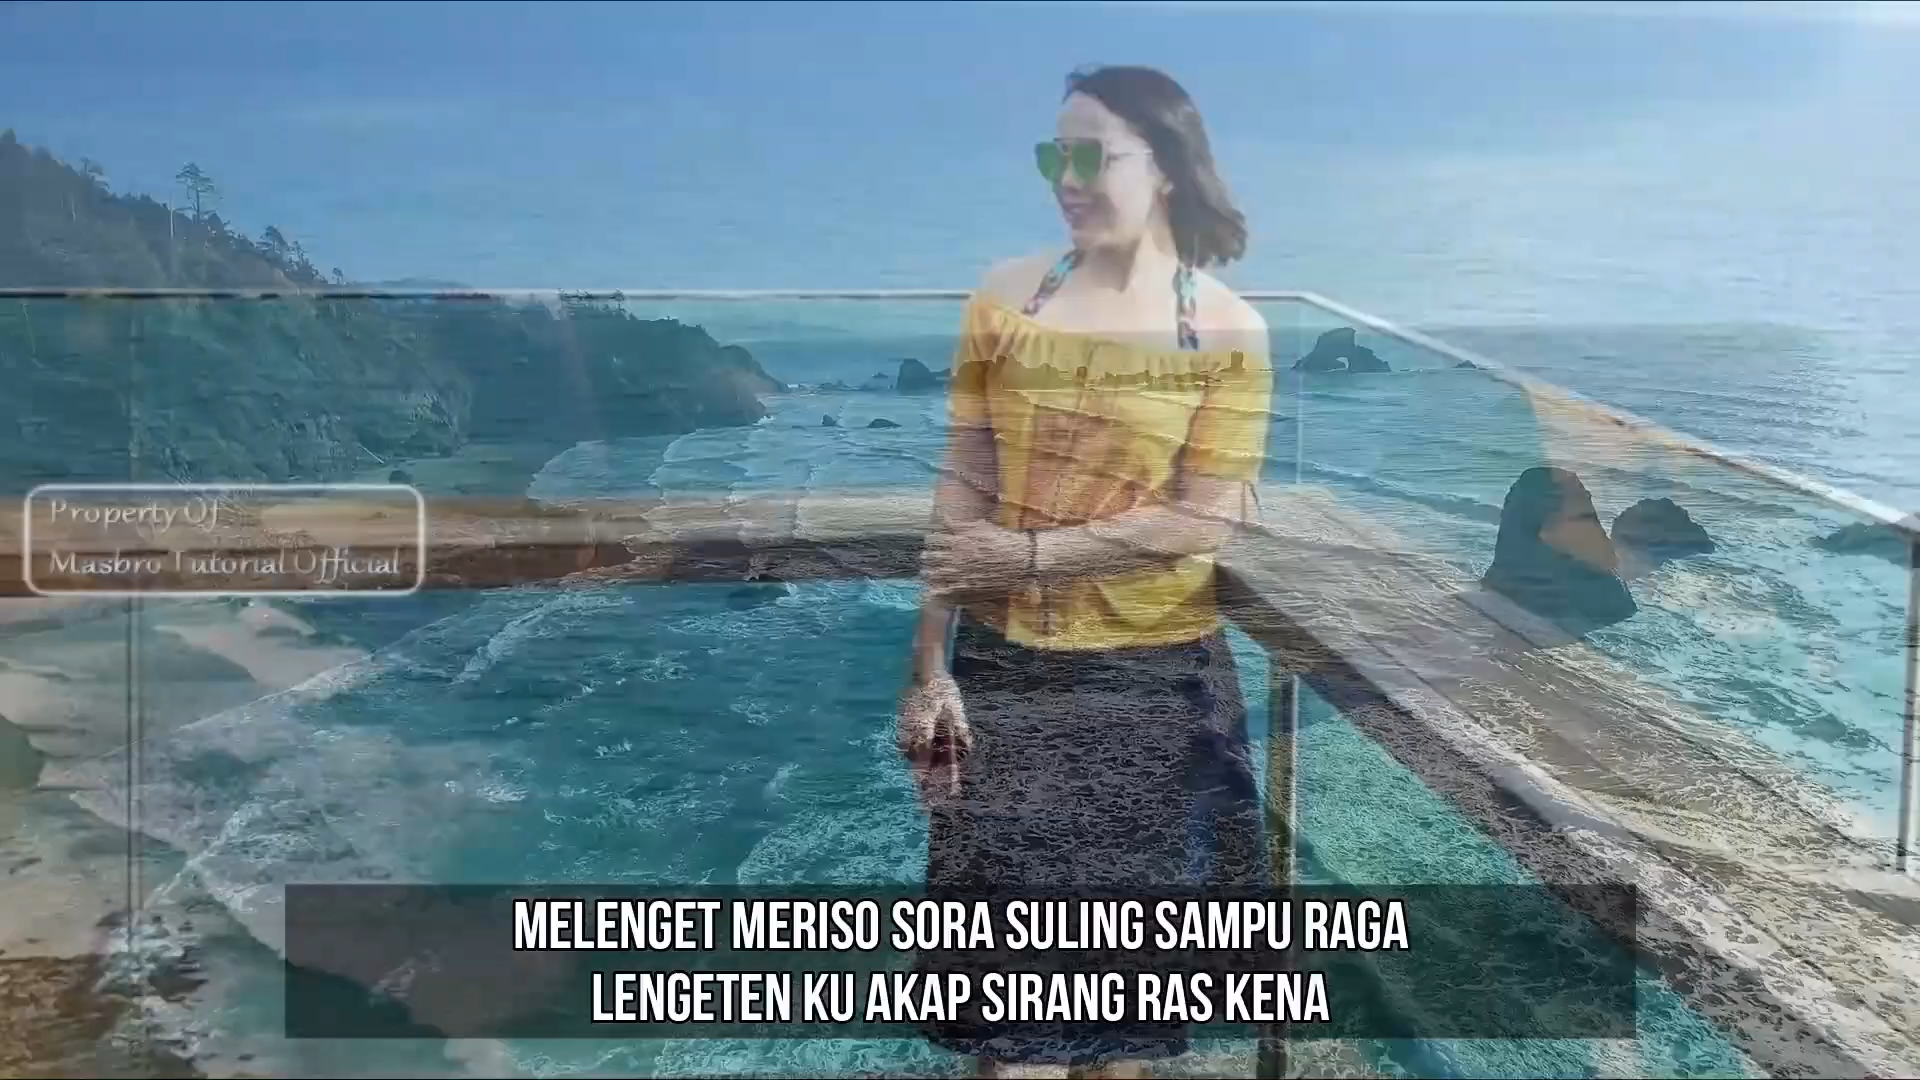 Property Of
Masbro Tutorial Official
MELENGET MERISO SORA SULING SAMPU RAGA
LENGETEN KU AKAP SIRANG RAS KENA